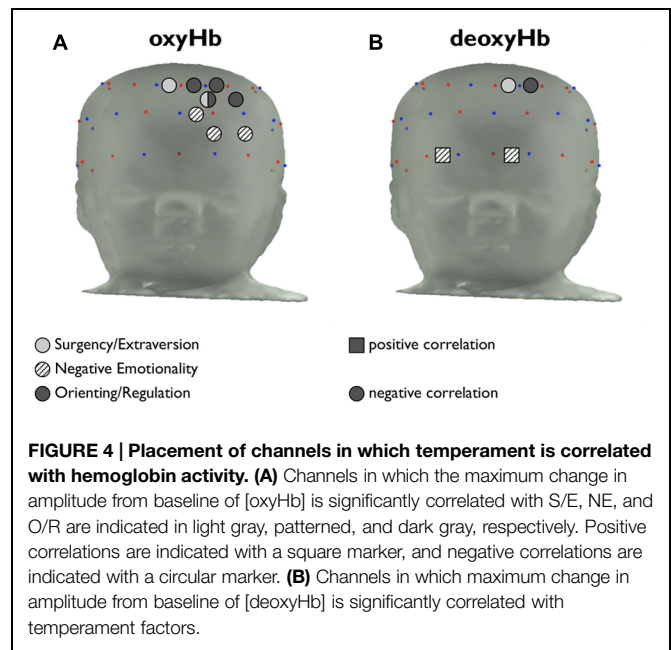 A oxyHb B deoxyHb
Surgency/Extraversion positive correlation
Negative Emotionality
Orienting/Regulation negative correlation
FIGURE 4 | Placement of channels in which temperament is correlated
with hemoglobin activity. (A) Channels in which the maximum change in
amplitude from baseline of [oxyHb] is significantly correlated with S/E, NE, and
O/R are indicated in light gray, patterned, and dark gray, respectively. Positive
correlations are indicated with a square marker, and negative correlations are
indicated with a circular marker. (B) Channels in which maximum change in
amplitude from baseline of [deoxyHb] is significantly correlated with
temperament factors.